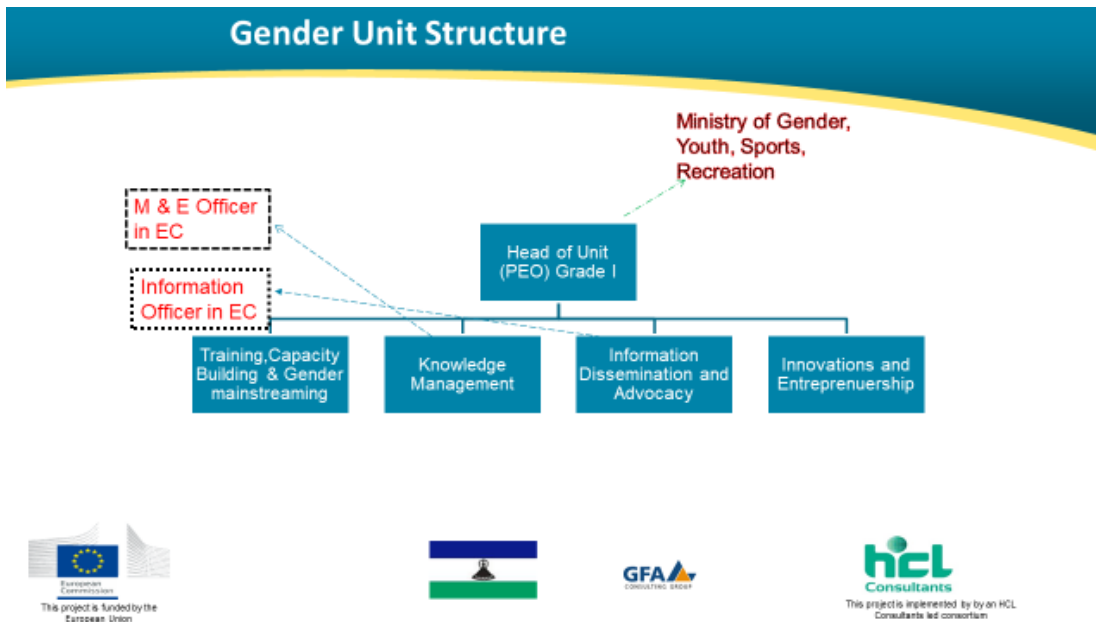 Gender Unit Structure
Ministry of Gender,
Youth, Sports,
Recreation
M & E Officer
in EC
Head of Unit
(PEO) Grade I
Information
Officer in EC
Training,Capacity
Building & Gender
mainstreaming
Knowledge
Management
Information
Dissemination and
Advocacy
Innovations and
Entreprenuership
European
Commission
This project is funded by the
European Union
GFA
CONSULTING GROUP
hcl
Consultants
This project is implemented by by an HCL
Consultants led consortium